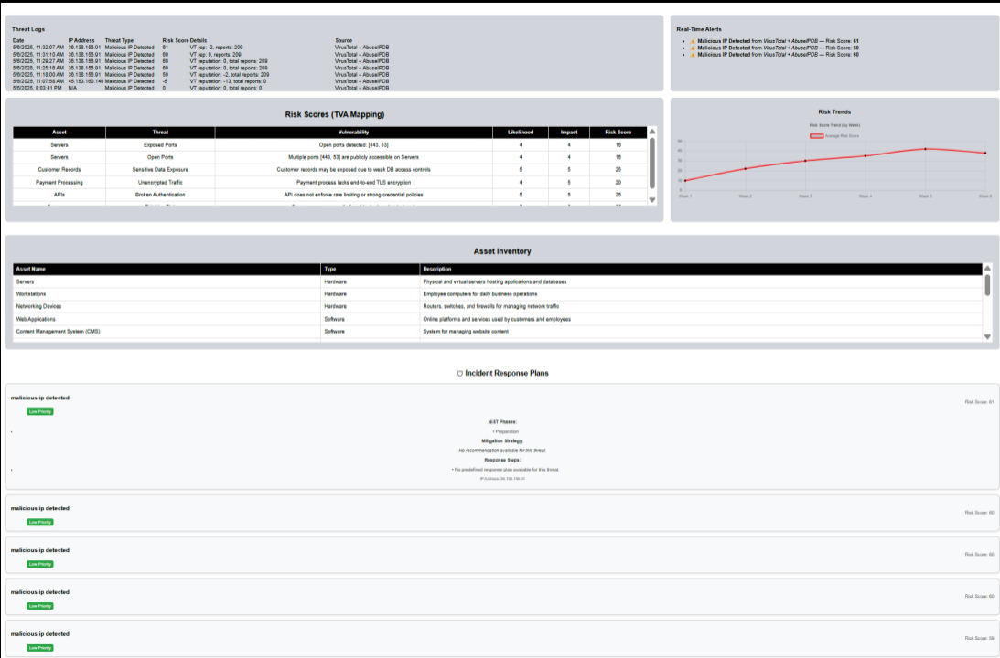 Threat Logs
Date IP Address Threat Type Risk Score Details Source
5/6/2025, 11:32:07 AM 36.138.156.91 Malicious IP Detected 61 VT rep: -2, reports: 209 VirusTotal + AbuseIPDB
5/6/2025, 11:31:10 AM 36.138.156.91 Malicious IP Detected 60 VT rep: 0, reports: 209 VirusTotal + AbuseIPDB
5/6/2025, 11:29:27 AM 36.138.156.91 Malicious IP Detected 60 VT reputation: 0, total reports: 209 VirusTotal + AbuseIPDB
5/6/2025, 11:25:16 AM 36.138.156.91 Malicious IP Detected 60 VT reputation: 0, total reports: 209 VirusTotal + AbuseIPDB
5/6/2025, 11:18:00 AM 36.138.156.91 Malicious IP Detected 59 VT reputation: -2, total reports: 209 VirusTotal + AbuseIPDB
5/6/2025, 11:07:58 AM 45.153.160.140 Malicious IP Detected -5 VT reputation: -13, total reports: 0 VirusTotal + AbuseIPDB
5/5/2025, 8:03:41 PM N/A Malicious IP Detected 0 VT reputation: 0, total reports: 0 VirusTotal + AbuseIPDB
Real-Time Alerts
• ⚠ Malicious IP Detected from VirusTotal + AbuseIPDB — Risk Score: 61
• ⚠ Malicious IP Detected from VirusTotal + AbuseIPDB — Risk Score: 60
• ⚠ Malicious IP Detected from VirusTotal + AbuseIPDB — Risk Score: 60
Risk Scores (TVA Mapping)
Asset Threat Vulnerability Likelihood Impact Risk Score
Servers Exposed Ports Open ports detected: [443, 53] 4 4 16
Servers Open Ports Multiple ports [443, 53] are publicly accessible on Servers 4 4 16
Customer Records Sensitive Data Exposure Customer records may be exposed due to weak DB access controls 5 5 25
Payment Processing Unencrypted Traffic Payment process lacks end-to-end TLS encryption 4 5 20
APIs Broken Authentication API does not enforce rate limiting or strong credential policies 5 5 25
Risk Trends
Risk Score Trend (by Week)
Average Risk Score
50
40
30
20
10
0
Week 1 Week 2 Week 3 Week 4 Week 5 Week 6
Asset Inventory
Asset Name Type Description
Servers Hardware Physical and virtual servers hosting applications and databases
Workstations Hardware Employee computers for daily business operations
Networking Devices Hardware Routers, switches, and firewalls for managing network traffic
Web Applications Software Online platforms and services used by customers and employees
Content Management System (CMS) Software System for managing website content
Incident Response Plans
malicious ip detected
Risk Score: 61
Low Priority
NIST Phases:
• Preparation
Mitigation Strategy:
No recommendation available for this threat.
Response Steps:
• No predefined response plan available for this threat.
IP Address: 36.138.156.91
malicious ip detected
Risk Score: 60
Low Priority
malicious ip detected
Risk Score: 60
Low Priority
malicious ip detected
Risk Score: 60
Low Priority
malicious ip detected
Risk Score: 59
Low Priority